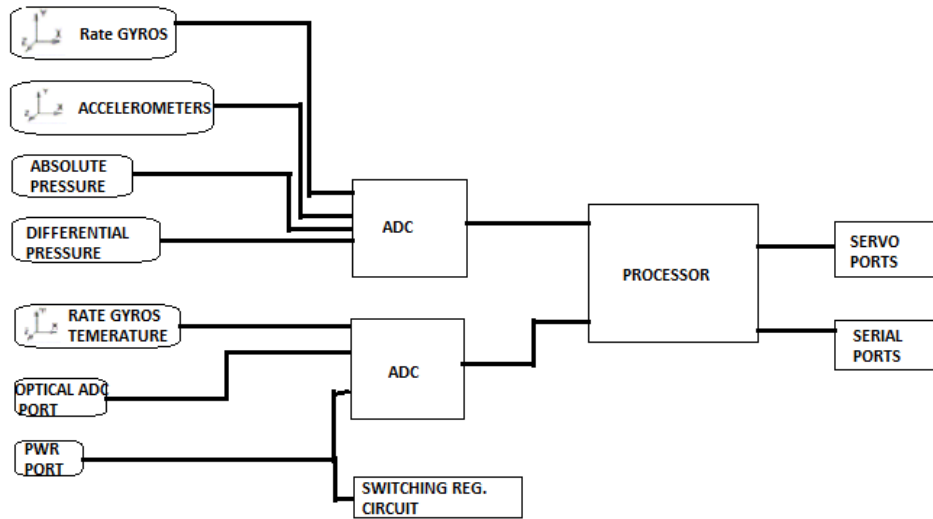 Rate GYROS
ACCELEROMETERS
ABSOLUTE
PRESSURE
DIFFERENTIAL
PRESSURE
ADC
PROCESSOR
SERVO
PORTS
SERIAL
PORTS
RATE GYROS
TEMERATURE
ADC
OPTICAL ADC
PORT
PWR
PORT
SWITCHING REG.
CIRCUIT